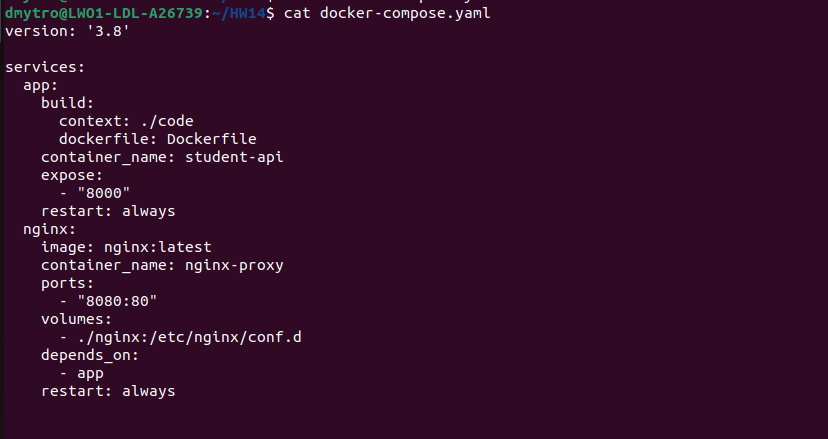 dmytro@LWO1-LDL-A26739:~/HW14$ cat docker-compose.yaml
version: '3.8'

services:
  app:
    build:
      context: ./code
      dockerfile: Dockerfile
    container_name: student-api
    expose:
      - "8000"
    restart: always
  nginx:
    image: nginx:latest
    container_name: nginx-proxy
    ports:
      - "8080:80"
    volumes:
      - ./nginx:/etc/nginx/conf.d
    depends_on:
      - app
    restart: always